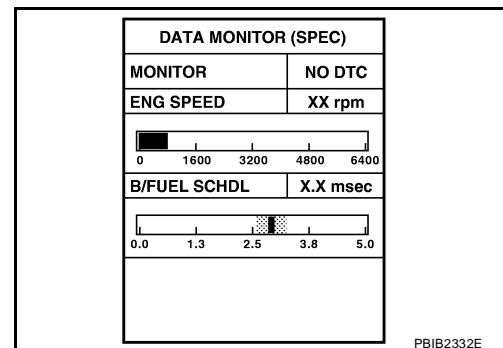 DATA MONITOR (SPEC)
MONITOR NO DTC
ENG SPEED XX rpm
0 1600 3200 4800 6400
B/FUEL SCHDL X.X msec
0.0 1.3 2.5 3.8 5.0
PBIB2332E